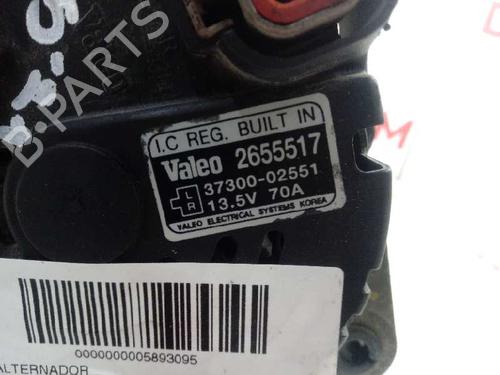 B-PARTS
I.C REG. BUILT IN
Valeo 2655517
L
R
37300-02551
13.5V 70A
VALEO ELECTRICAL SYSTEMS KOREA
0000000005893095
ALTERNADOR